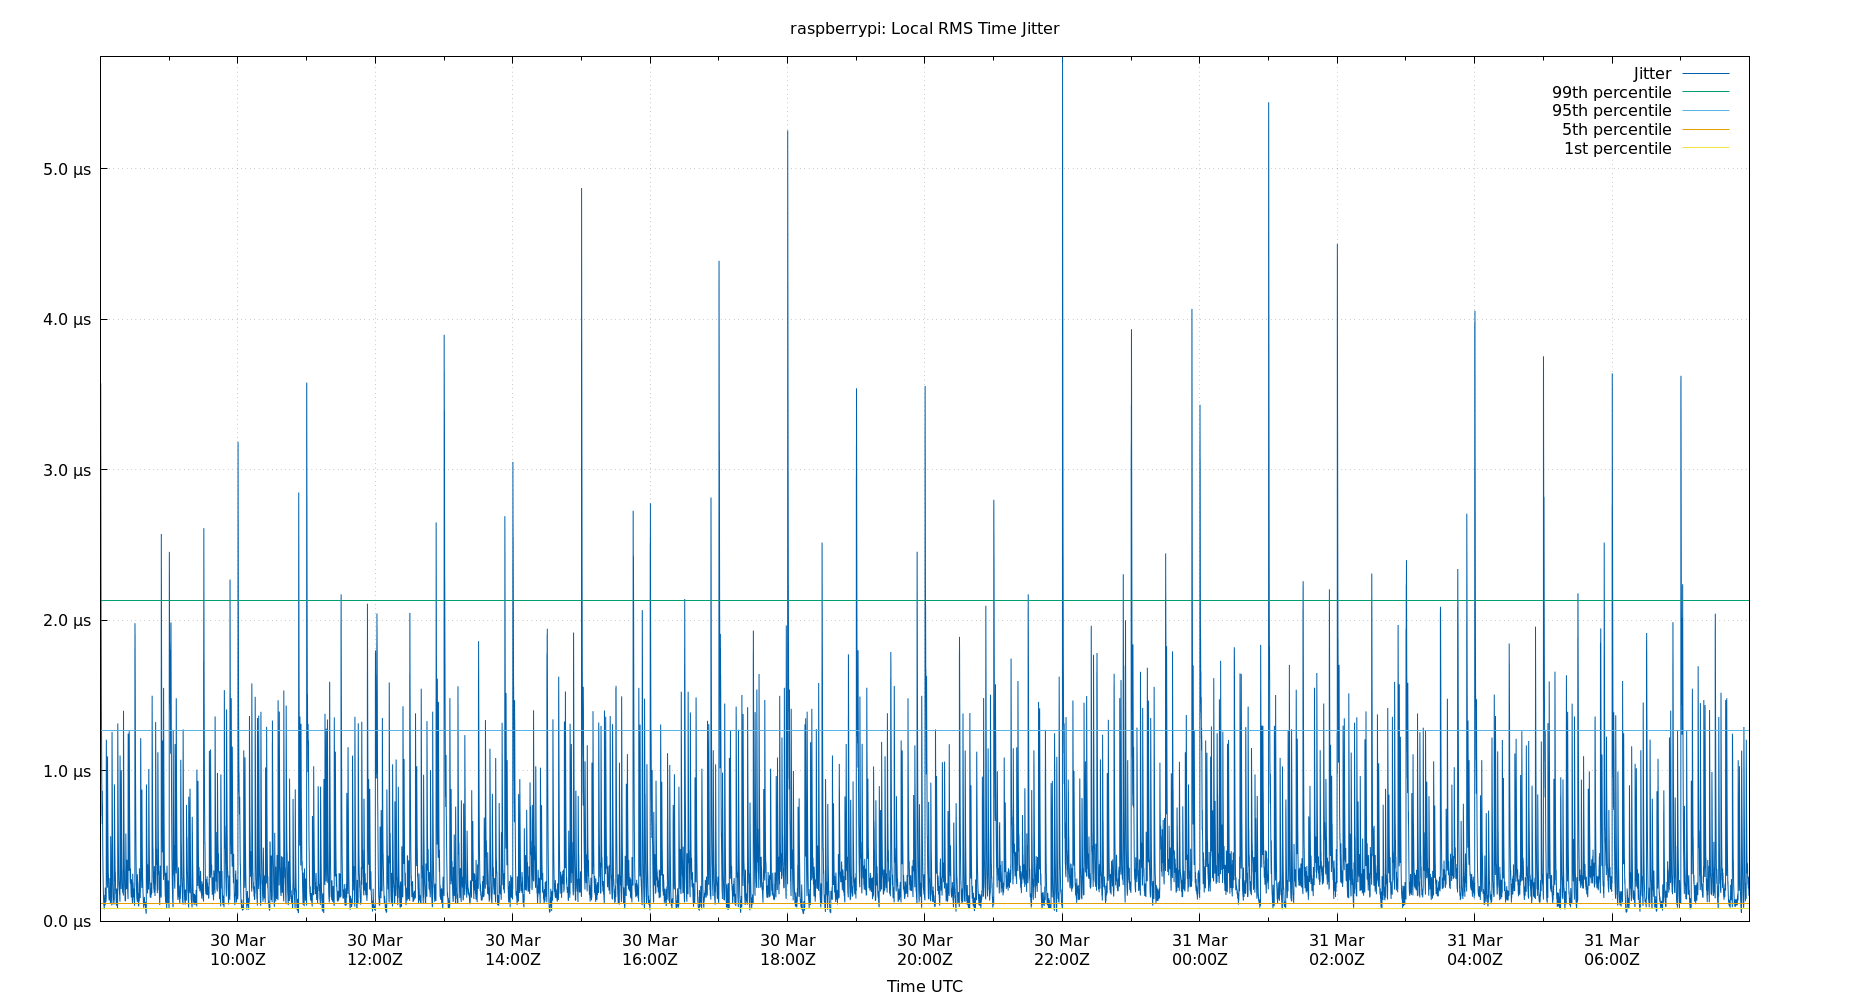 raspberrypi: Local RMS Time Jitter
Jitter
99th percentile
95th percentile
5th percentile
1st percentile
5.0 µs
4.0 µs
3.0 µs
2.0 µs
1.0 µs
0.0 µs
30 Mar 30 Mar 30 Mar 30 Mar 30 Mar 30 Mar 30 Mar 31 Mar 31 Mar 31 Mar 31 Mar
10:00Z 12:00Z 14:00Z 16:00Z 18:00Z 20:00Z 22:00Z 00:00Z 02:00Z 04:00Z 06:00Z
Time UTC